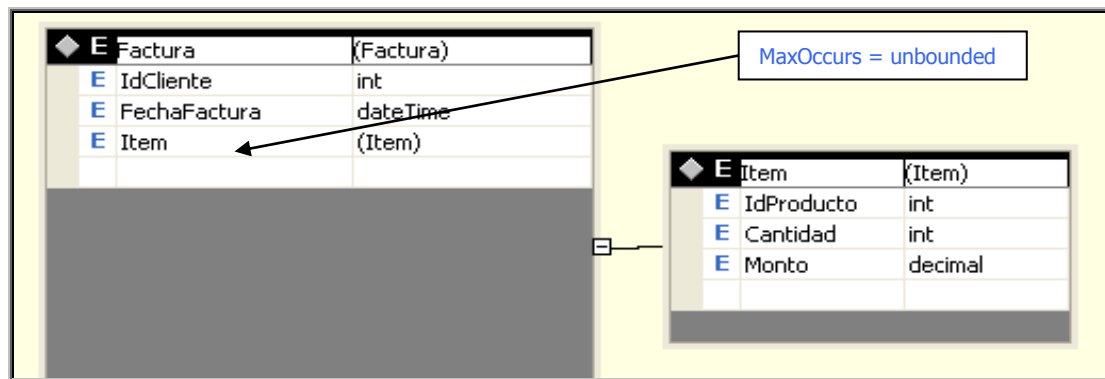 E Factura (Factura)
E IdCliente int
E FechaFactura dateTime
E Item (Item)
MaxOccurs = unbounded
E Item (Item)
E IdProducto int
E Cantidad int
E Monto decimal